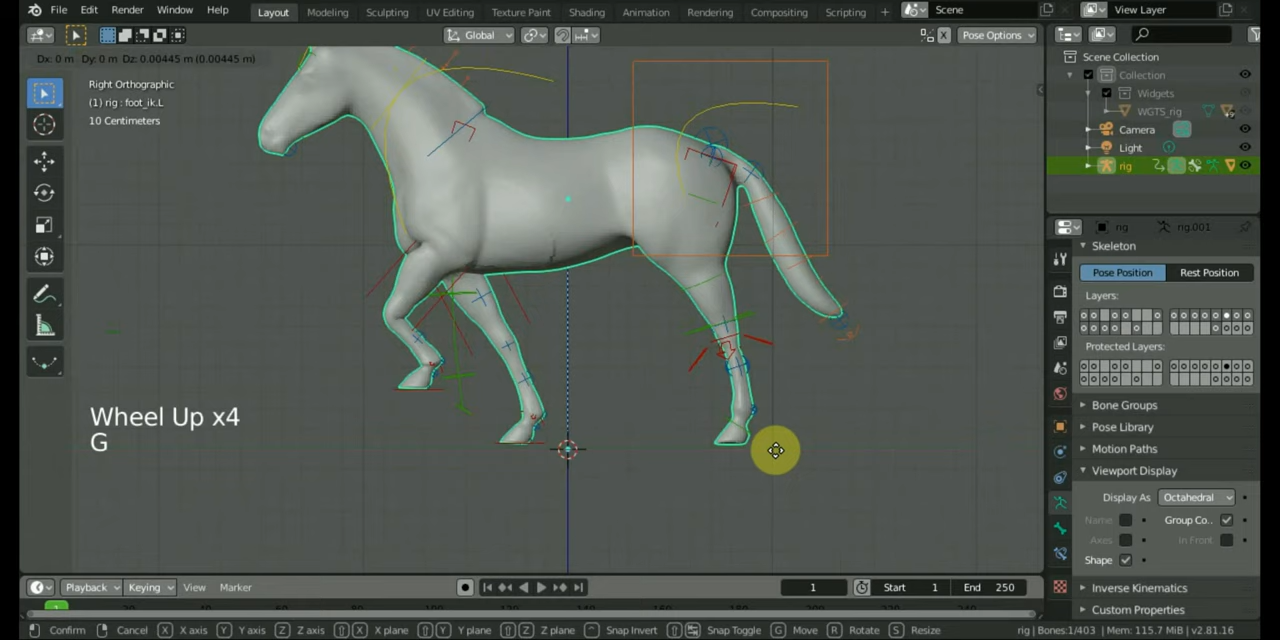 File Edit Render Window Help Layout Modeling Sculpting UV Editing Texture Paint Shading Animation Rendering Compositing Scripting + Scene View Layer
Global Pose Options
Dx: 0 m Dy: 0 m Dz: 0.00445 m (0.00445 m)
Right Orthographic
(1) rig : foot_ik.L
10 Centimeters
Wheel Up x4
G
Scene Collection
Collection
Widgets
WGTS_rig
Camera
Light
rig
rig rig.001
Skeleton
Pose Position Rest Position
Layers:
Protected Layers:
Bone Groups
Pose Library
Motion Paths
Viewport Display
Display As Octahedral
Name Group Co..
Axes In Front
Shape
Inverse Kinematics
Custom Properties
Playback Keying View Marker 1 Start 1 End 250
1
Confirm Cancel X X axis Y Y axis Z Z axis X X plane Y Y plane Z Z plane Snap Invert Snap Toggle G Move R Rotate S Resize rig | Bones:1/403 | Mem: 115.7 MiB | v2.81.16